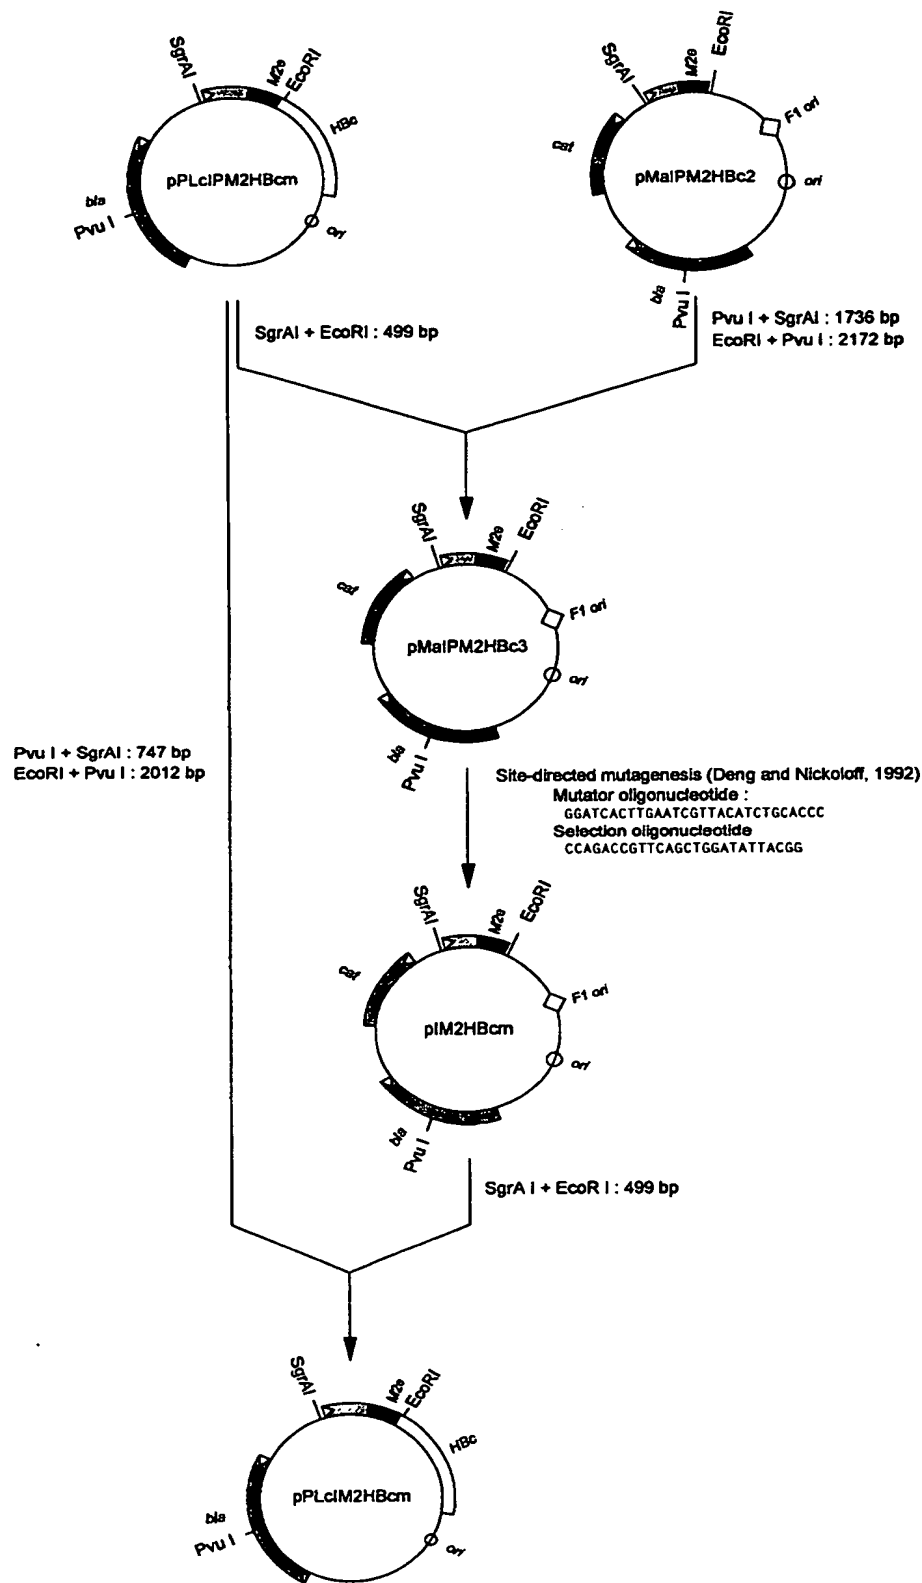 SgrAI
M2e
EcoRI
HBc
pPLcIPM2HBcm
bla
Pvu I
ori
SgrAI
M2e
EcoRI
F1 ori
cat
pMaIPM2HBc2
ori
bla
Pvu I
SgrAI + EcoRI : 499 bp
Pvu I + SgrAI : 1736 bp
EcoRI + Pvu I : 2172 bp
SgrAI
M2e
EcoRI
cat
F1 ori
pMaIPM2HBc3
ori
bla
Pvu I
Pvu I + SgrAI : 747 bp
EcoRI + Pvu I : 2012 bp
Site-directed mutagenesis (Deng and Nickoloff, 1992)
Mutator oligonucleotide :
GGATCACTTGAATCGTTACATCTGCACCC
Selection oligonucleotide
CCAGACCGTTCAGCTGGATATTACGG
SgrAI
M2e
EcoRI
cat
F1 ori
pIM2HBcm
ori
bla
Pvu I
SgrA I + EcoR I : 499 bp
SgrAI
M2e
EcoRI
HBc
pPLcIM2HBcm
bla
Pvu I
ori